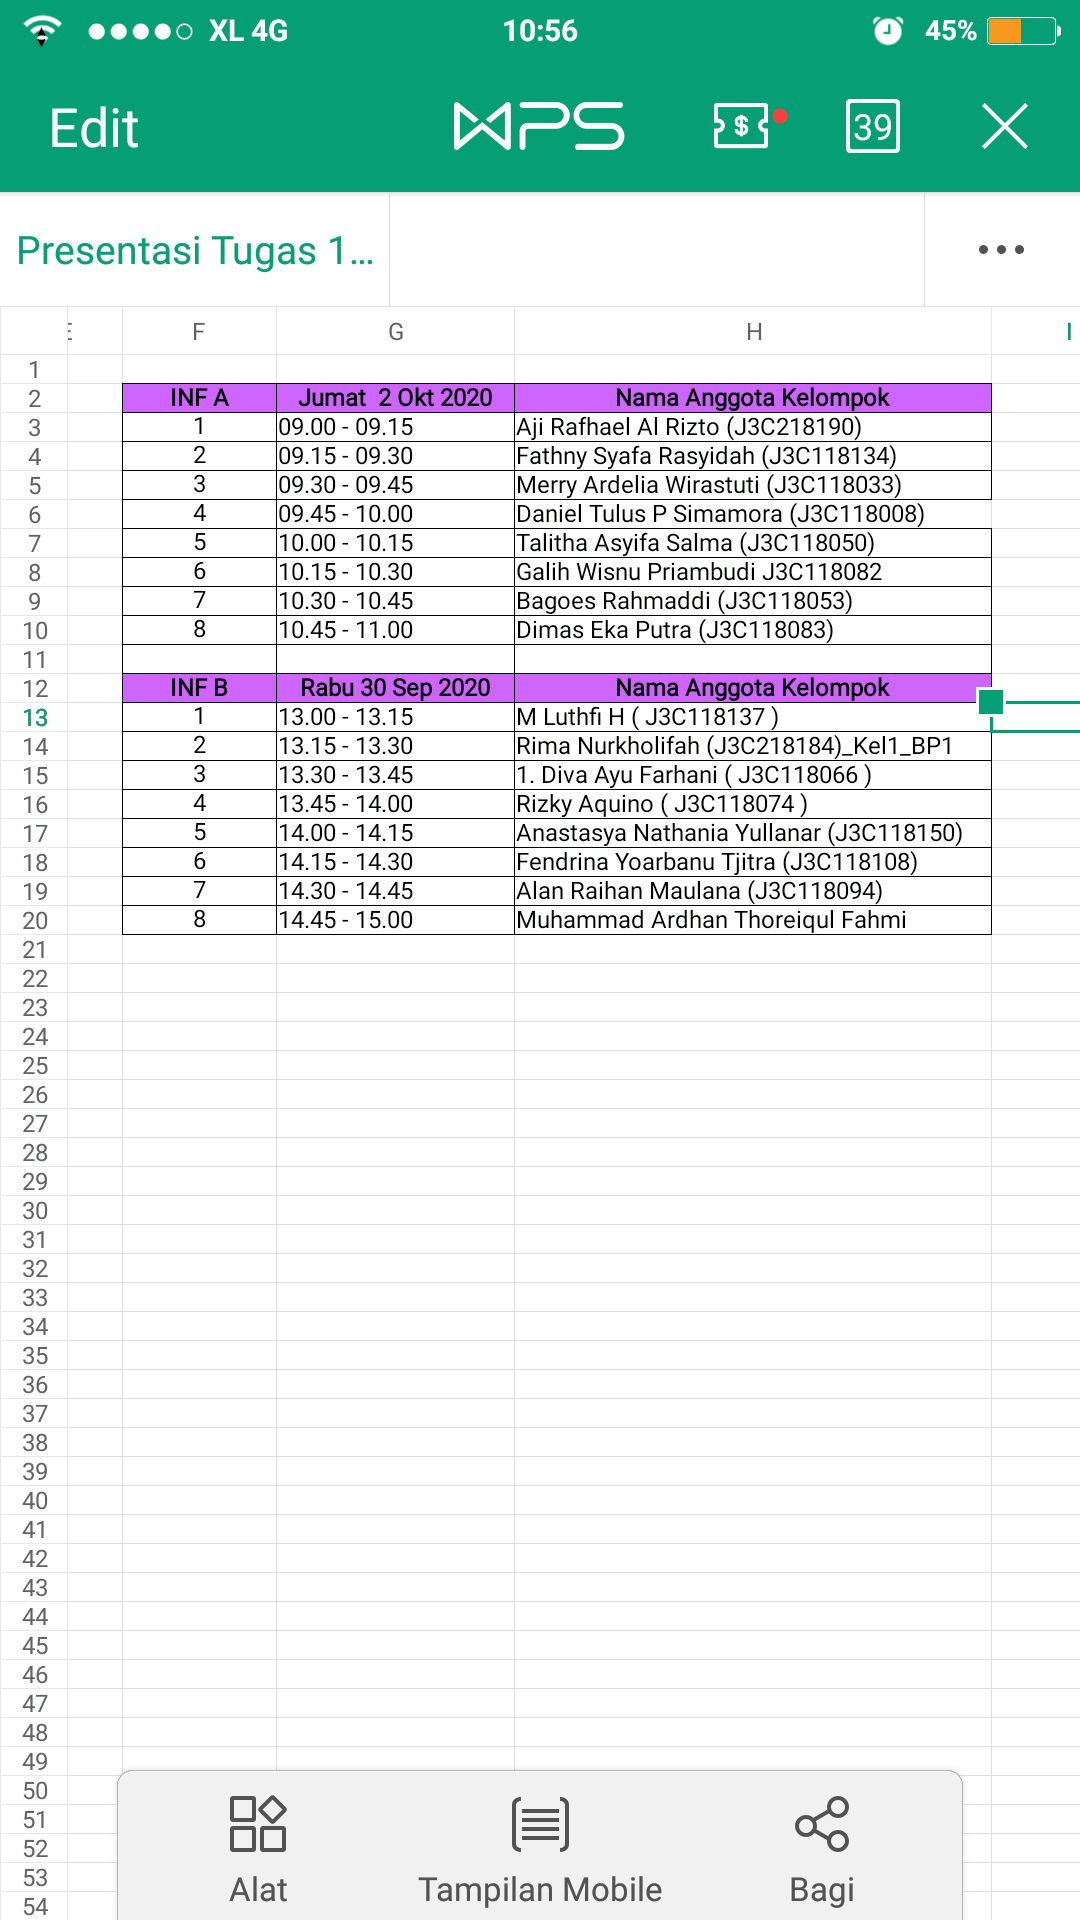 XL 4G 10:56 45%
Edit WPS $ 39
Presentasi Tugas 1...
E F G H I
1
2 INF A Jumat 2 Okt 2020 Nama Anggota Kelompok
3 1 09.00 - 09.15 Aji Rafhael Al Rizto (J3C218190)
4 2 09.15 - 09.30 Fathny Syafa Rasyidah (J3C118134)
5 3 09.30 - 09.45 Merry Ardelia Wirastuti (J3C118033)
6 4 09.45 - 10.00 Daniel Tulus P Simamora (J3C118008)
7 5 10.00 - 10.15 Talitha Asyifa Salma (J3C118050)
8 6 10.15 - 10.30 Galih Wisnu Priambudi J3C118082
9 7 10.30 - 10.45 Bagoes Rahmaddi (J3C118053)
10 8 10.45 - 11.00 Dimas Eka Putra (J3C118083)
11
12 INF B Rabu 30 Sep 2020 Nama Anggota Kelompok
13 1 13.00 - 13.15 M Luthfi H ( J3C118137 )
14 2 13.15 - 13.30 Rima Nurkholifah (J3C218184)_Kel1_BP1
15 3 13.30 - 13.45 1. Diva Ayu Farhani ( J3C118066 )
16 4 13.45 - 14.00 Rizky Aquino ( J3C118074 )
17 5 14.00 - 14.15 Anastasya Nathania Yullanar (J3C118150)
18 6 14.15 - 14.30 Fendrina Yoarbanu Tjitra (J3C118108)
19 7 14.30 - 14.45 Alan Raihan Maulana (J3C118094)
20 8 14.45 - 15.00 Muhammad Ardhan Thoreiqul Fahmi
21
22
23
24
25
26
27
28
29
30
31
32
33
34
35
36
37
38
39
40
41
42
43
44
45
46
47
48
49
50
51
52
53
54
Alat Tampilan Mobile Bagi